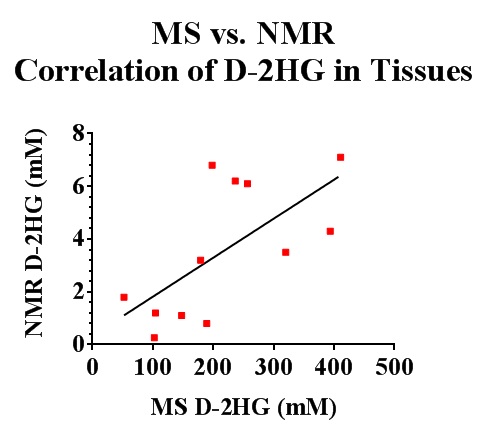 MS vs. NMR
Correlation of D-2HG in Tissues
NMR D-2HG (mM)
8
6
4
2
0
0 100 200 300 400 500
MS D-2HG (mM)